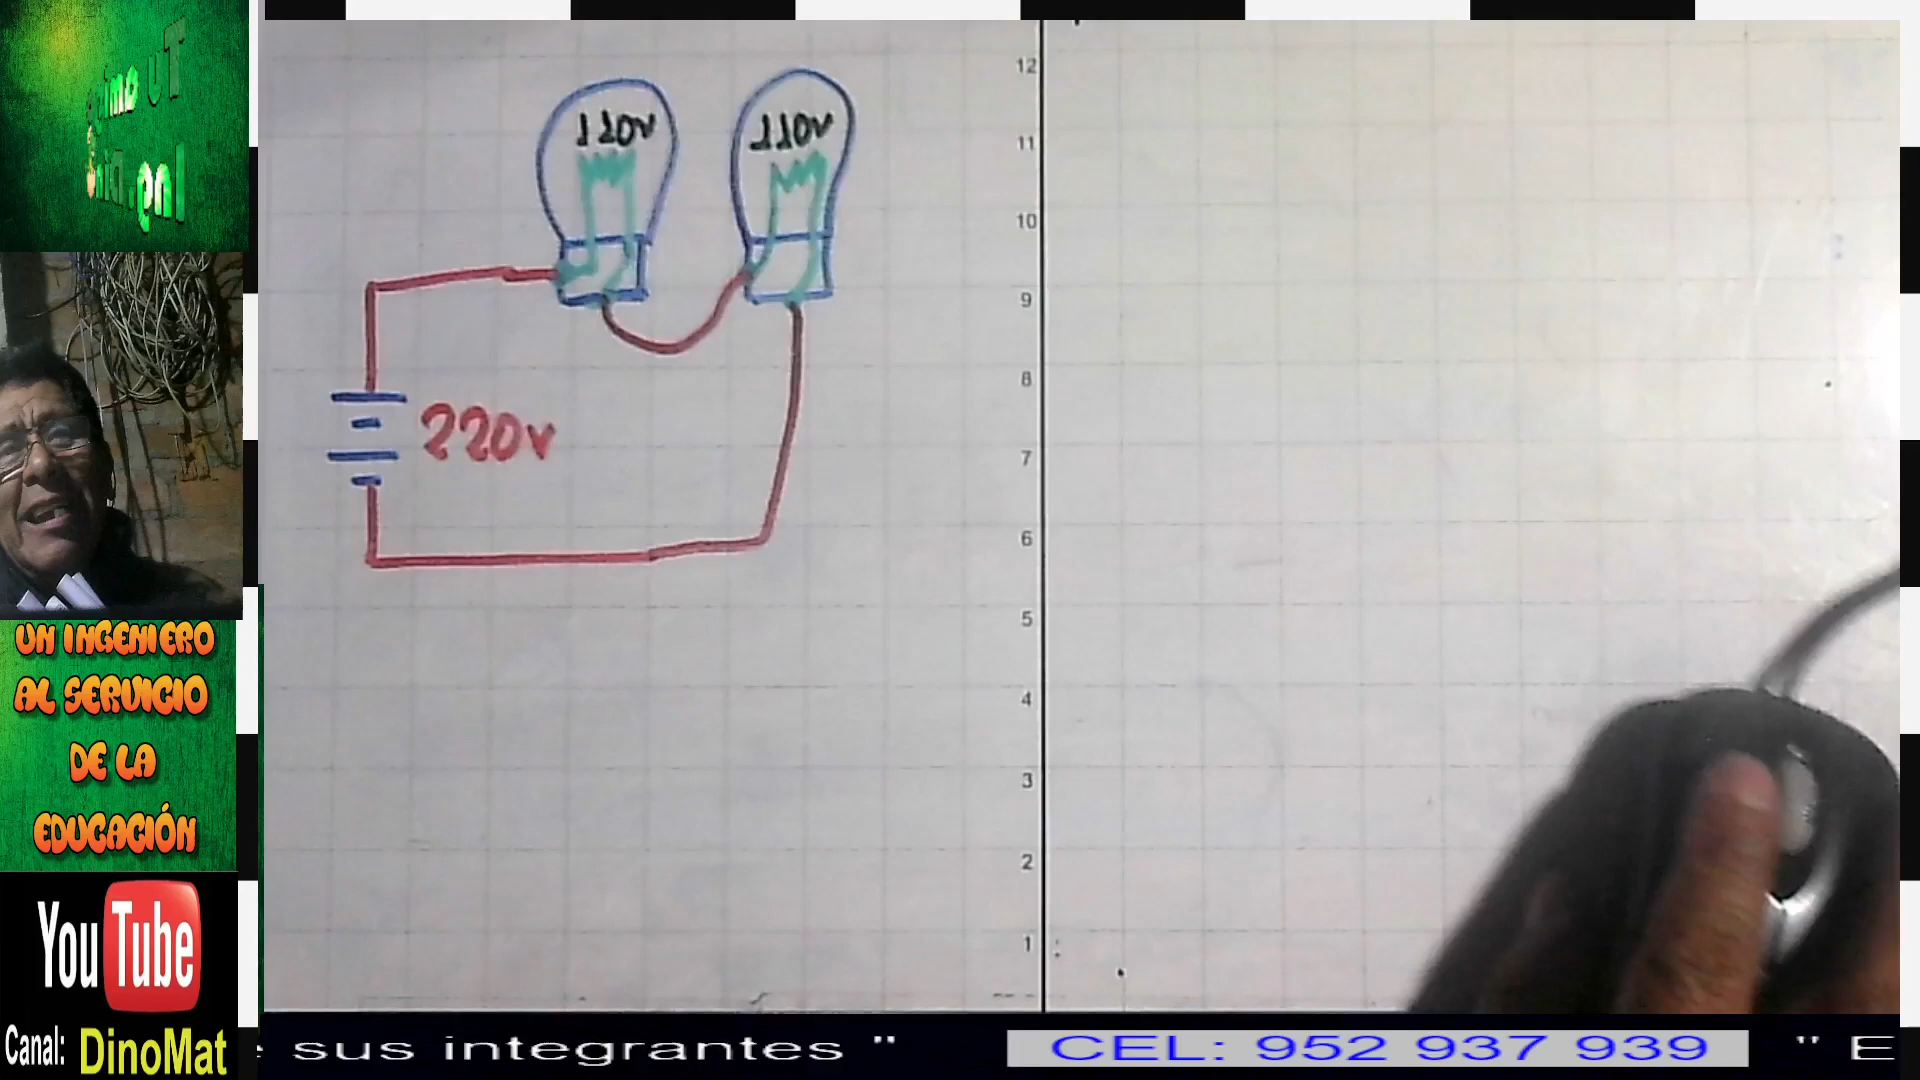 110v
110v
220v
12
11
10
9
8
7
6
5
4
3
2
1
UN INGENIERO
AL SERVICIO
DE LA
EDUCACIÓN
You Tube
Canal: DinoMat
sus integrantes "
CEL: 952 937 939
" E